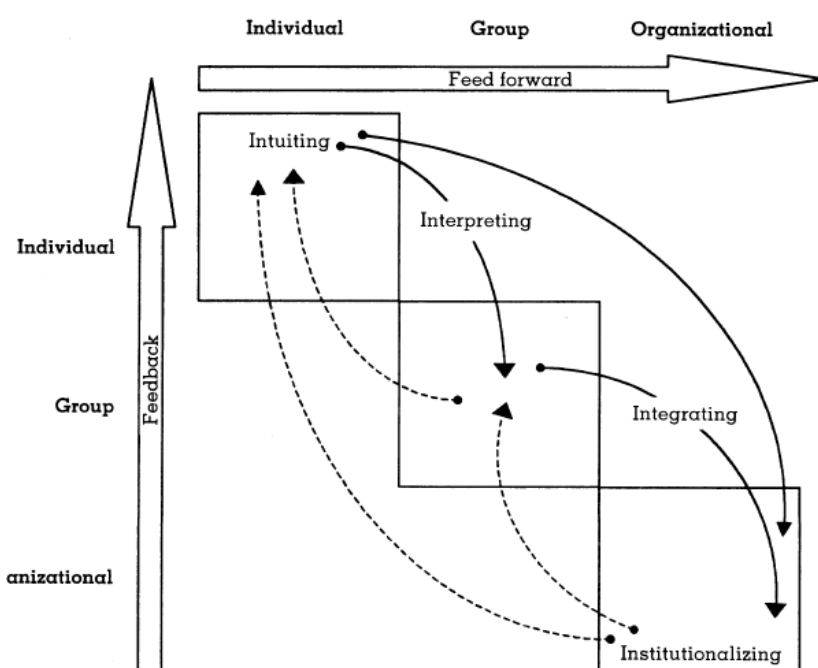 Individual Group Organizational
Feed forward
Intuiting
Interpreting
Individual
Feedback
Group
Integrating
anizational
Institutionalizing